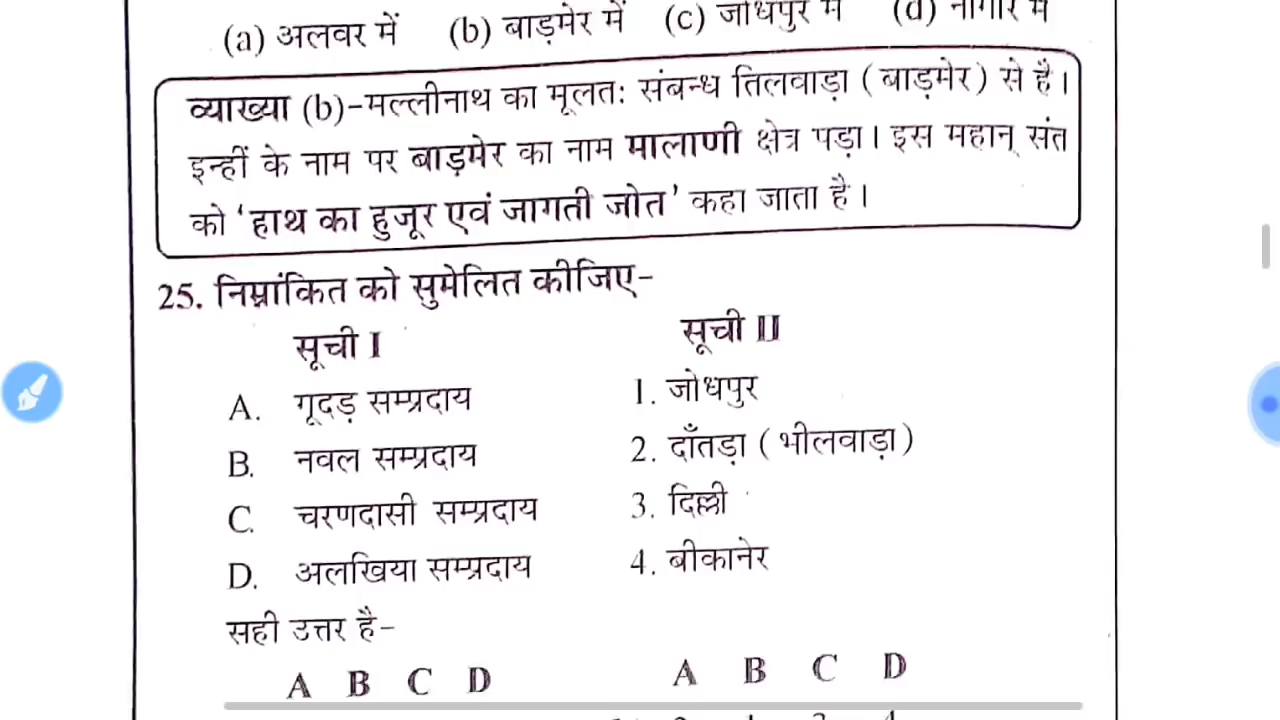 (a) अलवर में (b) बाड़मेर में (c) जोधपुर में (d) नागौर में
व्याख्या (b)-मल्लीनाथ का मूलतः संबन्ध तिलवाड़ा (बाड़मेर) से है।
इन्हीं के नाम पर बाड़मेर का नाम मालाणी क्षेत्र पड़ा। इस महान् संत
को ‘हाथ का हुजूर एवं जागती जोत’ कहा जाता है।
25. निम्नांकित को सुमेलित कीजिए-
सूची I सूची II
A. गूदड़ सम्प्रदाय 1. जोधपुर
B. नवल सम्प्रदाय 2. दाँतड़ा (भीलवाड़ा)
C. चरणदासी सम्प्रदाय 3. दिल्ली
D. अलखिया सम्प्रदाय 4. बीकानेर
सही उत्तर है-
A B C D A B C D